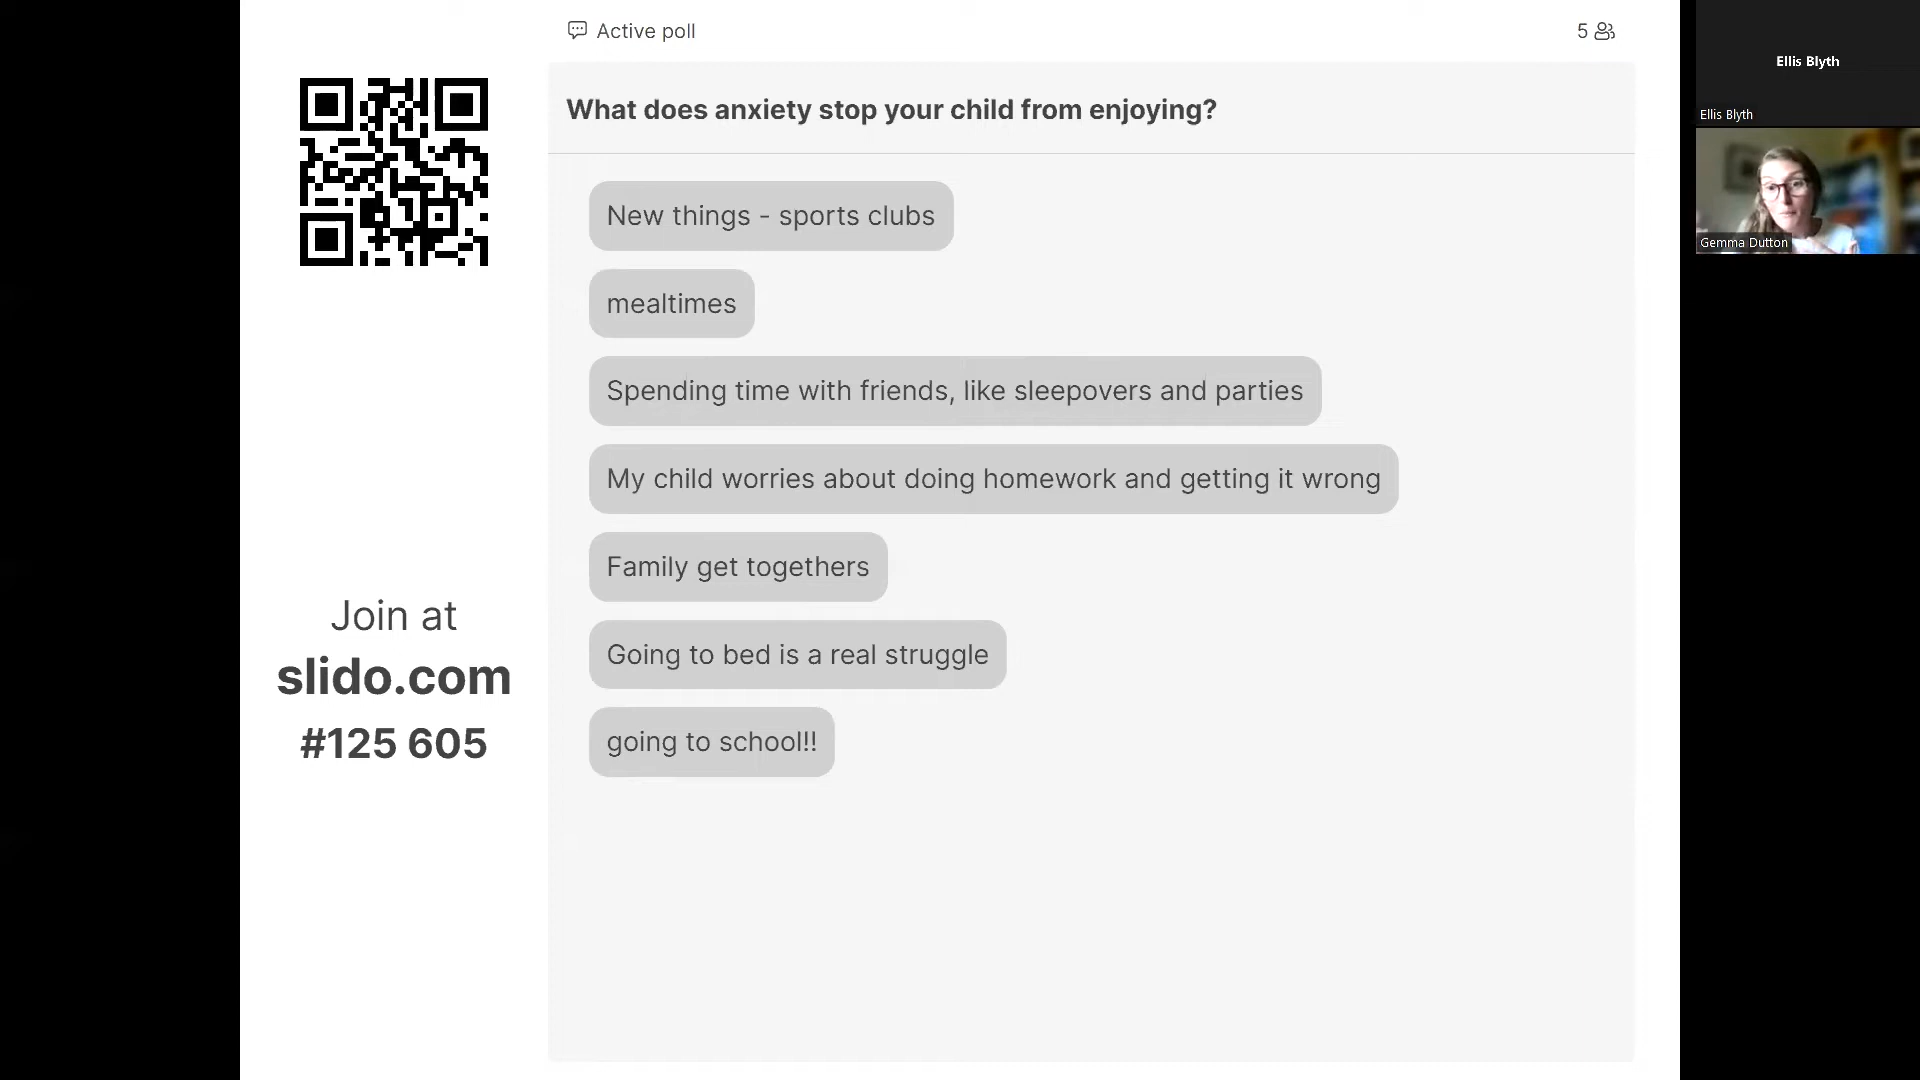 Active poll
5
What does anxiety stop your child from enjoying?
New things - sports clubs
mealtimes
Spending time with friends, like sleepovers and parties
My child worries about doing homework and getting it wrong
Family get togethers
Going to bed is a real struggle
going to school!!
Join at
slido.com
#125 605
Ellis Blyth
Ellis Blyth
Gemma Dutton